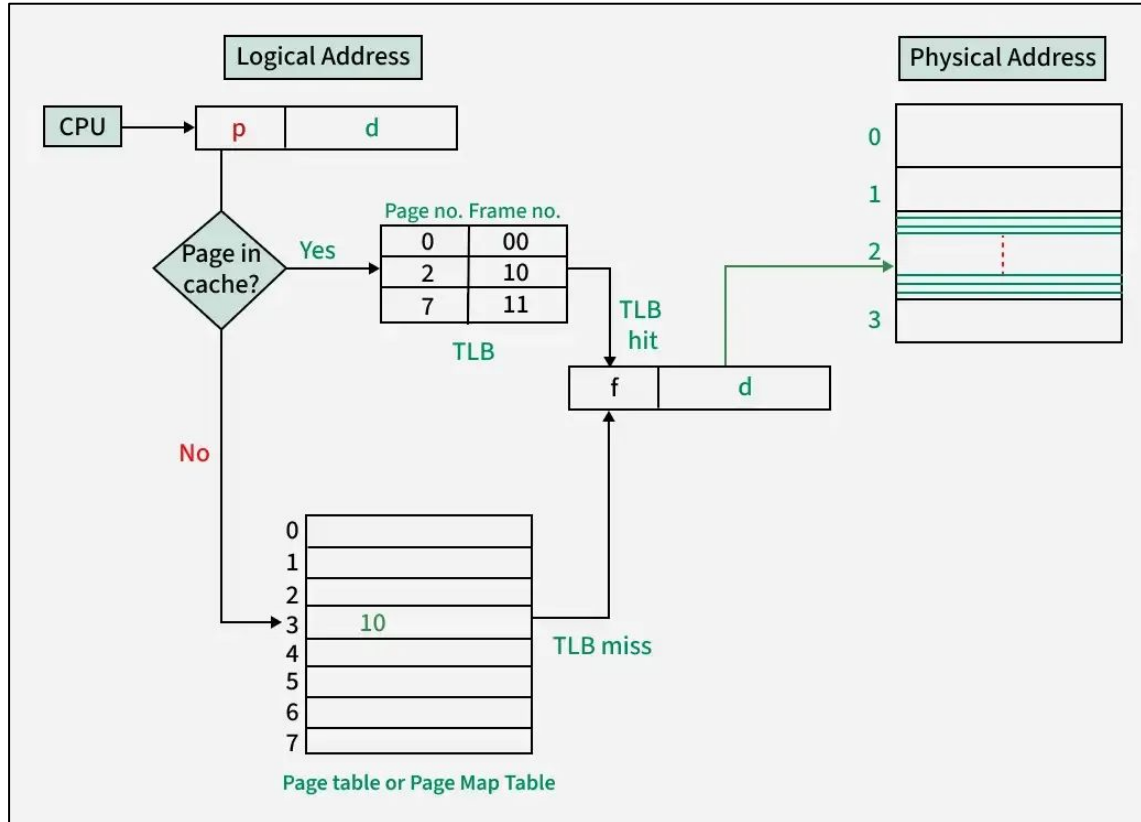 Logical Address
Physical Address
CPU
p d
0
1
2
3
Page in
cache?
Yes
Page no. Frame no.
0 00
2 10
7 11
TLB
TLB
hit
f d
No
0
1
2
3 10
4
5
6
7
TLB miss
Page table or Page Map Table